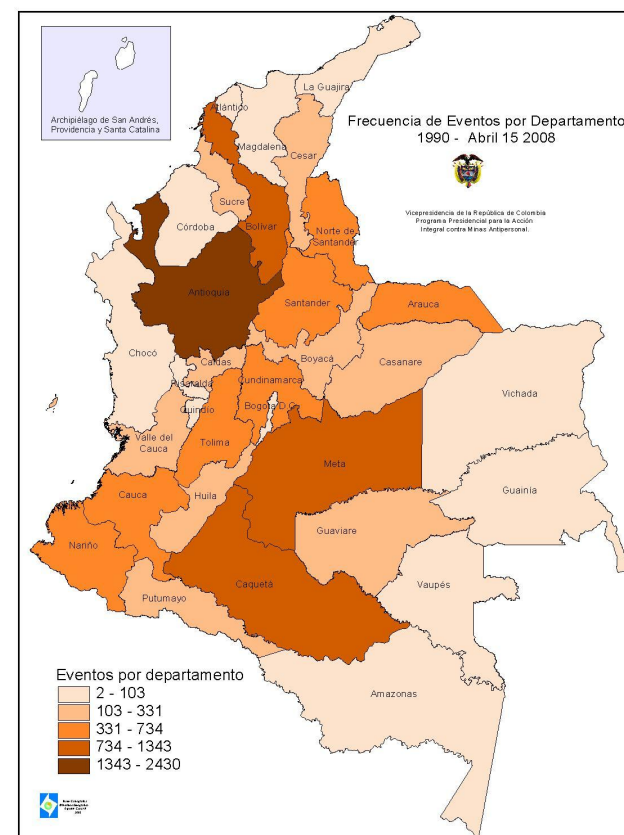 La Guajira
Atlántico
Archipiélago de San Andrés,
Providencia y Santa Catalina
Frecuencia de Eventos por Departamento
1990 - Abril 15 2008
Magdalena
Cesar
Vicepresidencia de la República de Colombia
Programa Presidencial para la Acción
Integral contra Minas Antipersonal.
Sucre
Córdoba
Bolívar
Norte de
Santander
Antioquia
Santander
Arauca
Chocó
Boyacá
Caldas
Casanare
Risaralda
Cundinamarca
Vichada
Quindío
Bogotá D.C.
Valle del
Cauca
Tolima
Meta
Cauca
Huila
Guainía
Guaviare
Nariño
Caquetá
Vaupés
Putumayo
Eventos por departamento
2 - 103
103 - 331
331 - 734
734 - 1343
1343 - 2430
Amazonas